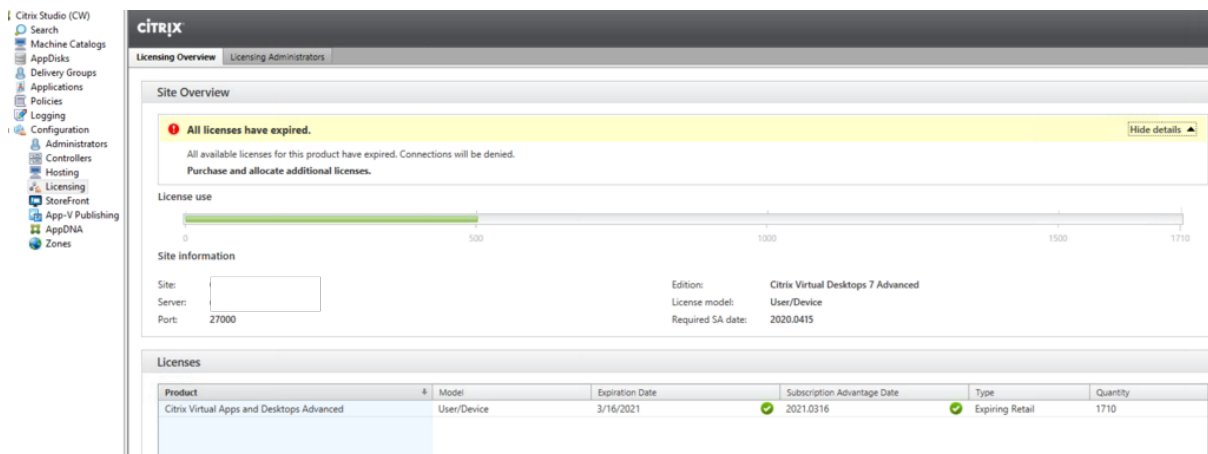 Citrix Studio (CW)
Search
Machine Catalogs
AppDisks
Delivery Groups
Applications
Policies
Logging
Configuration
Administrators
Controllers
Hosting
Licensing
StoreFront
App-V Publishing
AppDNA
Zones
CİTRIX
Licensing Overview Licensing Administrators
Site Overview
All licenses have expired. Hide details
All available licenses for this product have expired. Connections will be denied.
Purchase and allocate additional licenses.
License use
0 500 1000 1500 1710
Site information
Site: Edition: Citrix Virtual Desktops 7 Advanced
Server: License model: User/Device
Port: 27000 Required SA date: 2020.0415
Licenses
Product Model Expiration Date Subscription Advantage Date Type Quantity
Citrix Virtual Apps and Desktops Advanced User/Device 3/16/2021 2021.0316 Expiring Retail 1710